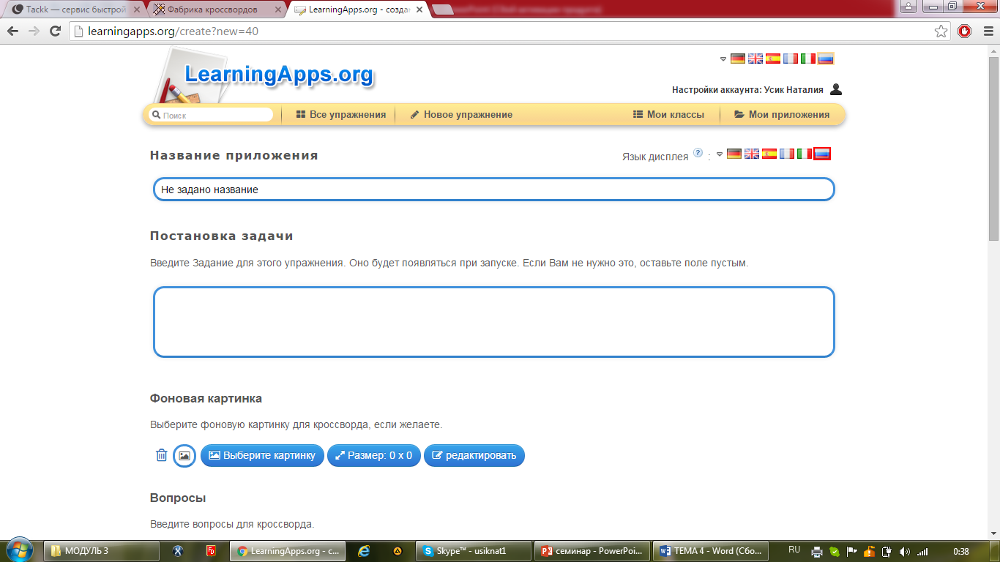 Tackk — сервис быстрой
Фабрика кроссвордов
LearningApps.org - созда
learningapps.org/create?new=40
LearningApps.org
Настройки аккаунта: Усик Наталия
Поиск
Все упражнения
Новое упражнение
Мои классы
Мои приложения
Название приложения
Язык дисплея ? :
Не задано название
Постановка задачи
Введите Задание для этого упражнения. Оно будет появляться при запуске. Если Вам не нужно это, оставьте поле пустым.
Фоновая картинка
Выберите фоновую картинку для кроссворда, если желаете.
Выберите картинку
Размер: 0 x 0
редактировать
Вопросы
Введите вопросы для кроссворда.
МОДУЛЬ 3
LearningApps.org - с...
Skype™ - usiknat1
семинар - PowerPoi...
ТЕМА 4 - Word (Сбо...
RU
0:38